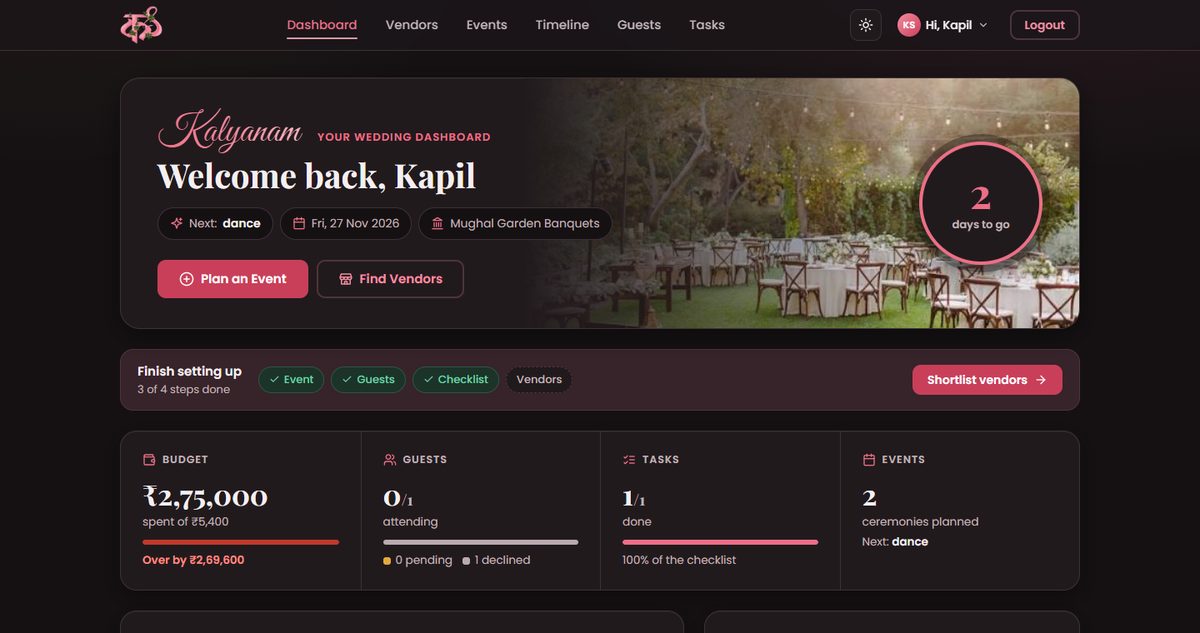 Dashboard Vendors Events Timeline Guests Tasks
KS Hi, Kapil Logout
Kalyanam YOUR WEDDING DASHBOARD
Welcome back, Kapil
Next: dance Fri, 27 Nov 2026 Mughal Garden Banquets
Plan an Event Find Vendors
2
days to go
Finish setting up
3 of 4 steps done
Event Guests Checklist Vendors
Shortlist vendors
BUDGET
₹2,75,000
spent of ₹5,400
Over by ₹2,69,600
GUESTS
0/1
attending
0 pending 1 declined
TASKS
1/1
done
100% of the checklist
EVENTS
2
ceremonies planned
Next: dance